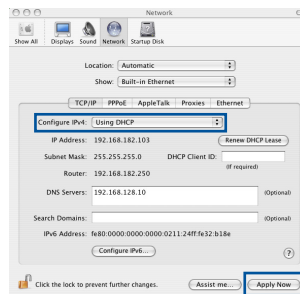 Network
Show All Displays Sound Network Startup Disk
Location: Automatic
Show: Built-in Ethernet
TCP/IP PPPoE AppleTalk Proxies Ethernet
Configure IPv4: Using DHCP
IP Address: 192.168.182.103 Renew DHCP Lease
Subnet Mask: 255.255.255.0 DHCP Client ID:
(If required)
Router: 192.168.182.250
DNS Servers: 192.168.128.10 (Optional)
Search Domains: (Optional)
IPv6 Address: fe80:0000:0000:0000:0211:24ff:fe32:b18e
Configure IPv6... ?
Click the lock to prevent further changes. Assist me... Apply Now